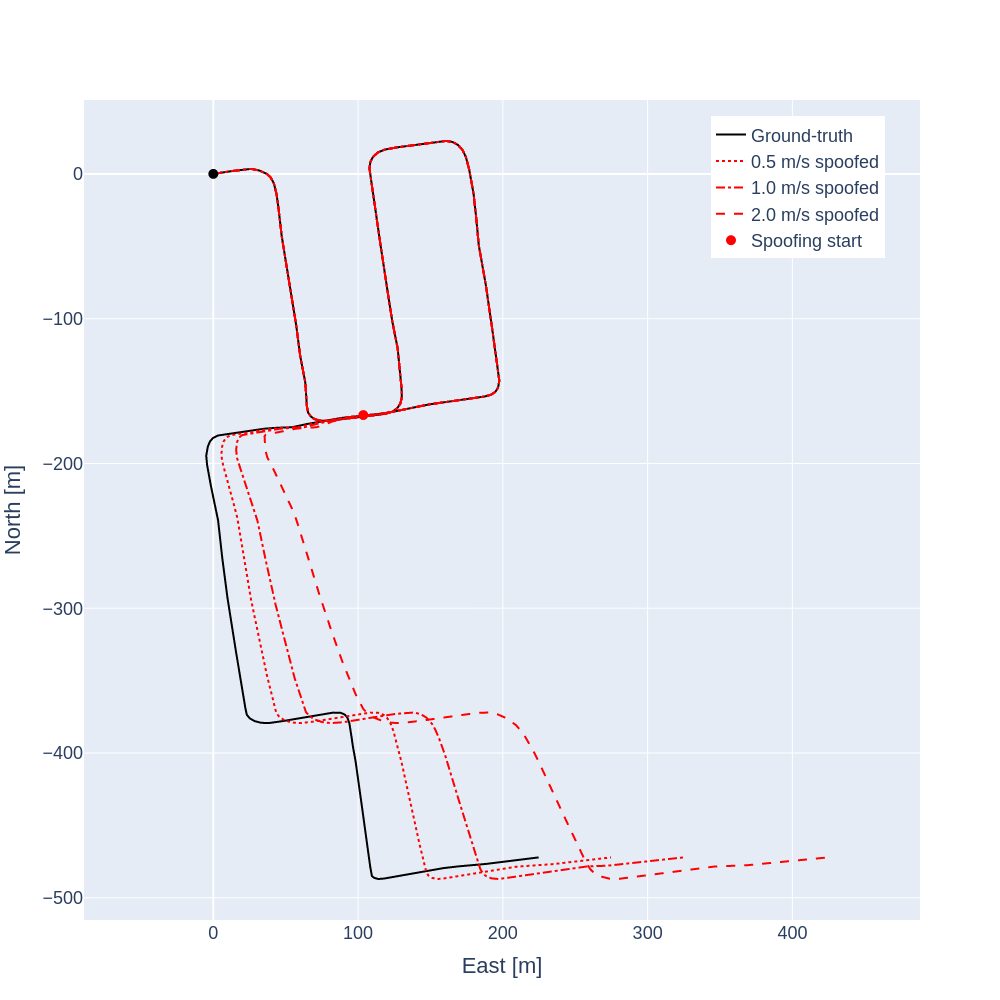 Ground-truth
0.5 m/s spoofed
1.0 m/s spoofed
2.0 m/s spoofed
Spoofing start
0
−100
−200
−300
−400
−500
North [m]
0
100
200
300
400
East [m]